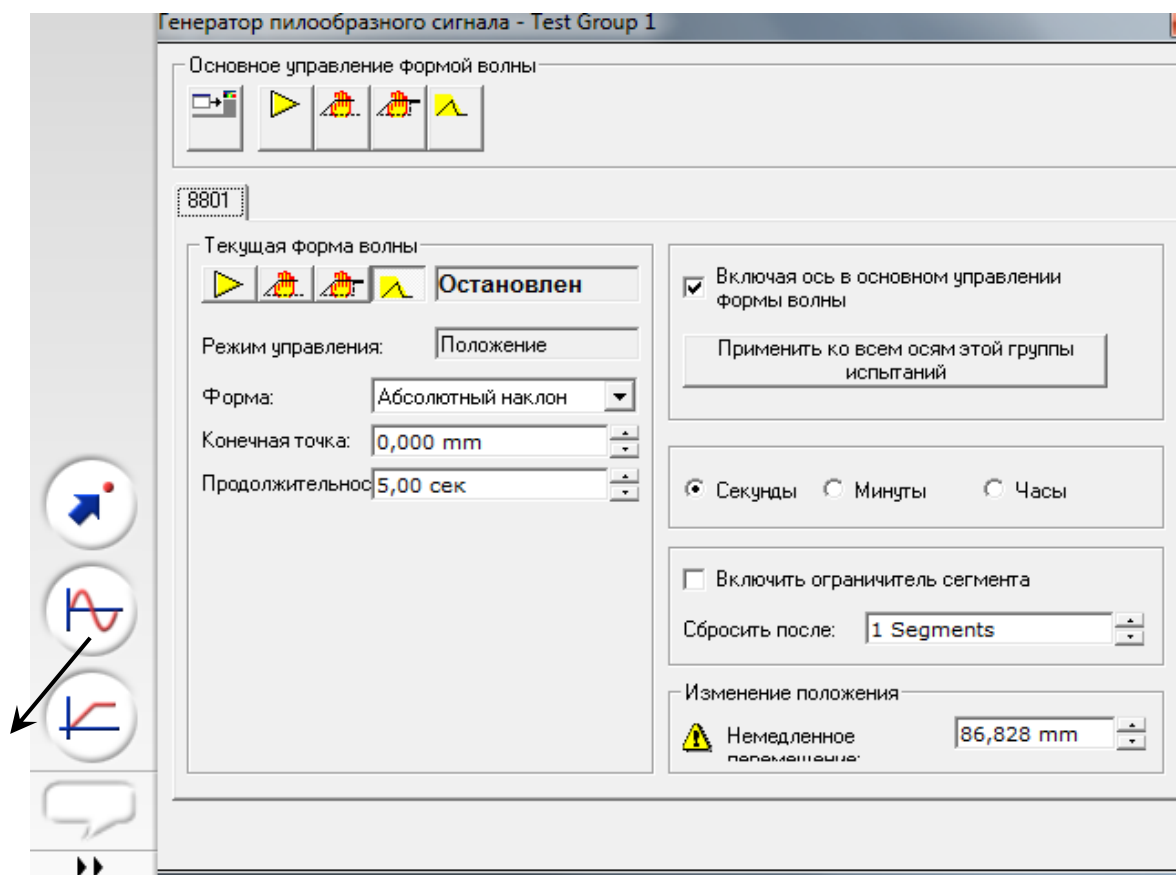 Генератор пилообразного сигнала - Test Group 1
Основное управление формой волны
8801
Текущая форма волны
Остановлен
Режим управления:
Положение
Форма:
Абсолютный наклон
Конечная точка:
0,000 mm
Продолжительнос
5,00 сек
Включая ось в основном управлении
формы волны
Применить ко всем осям этой группы
испытаний
Секунды
Минуты
Часы
Включить ограничитель сегмента
Сбросить после:
1 Segments
Изменение положения
Немедленное
перемещение:
86,828 mm